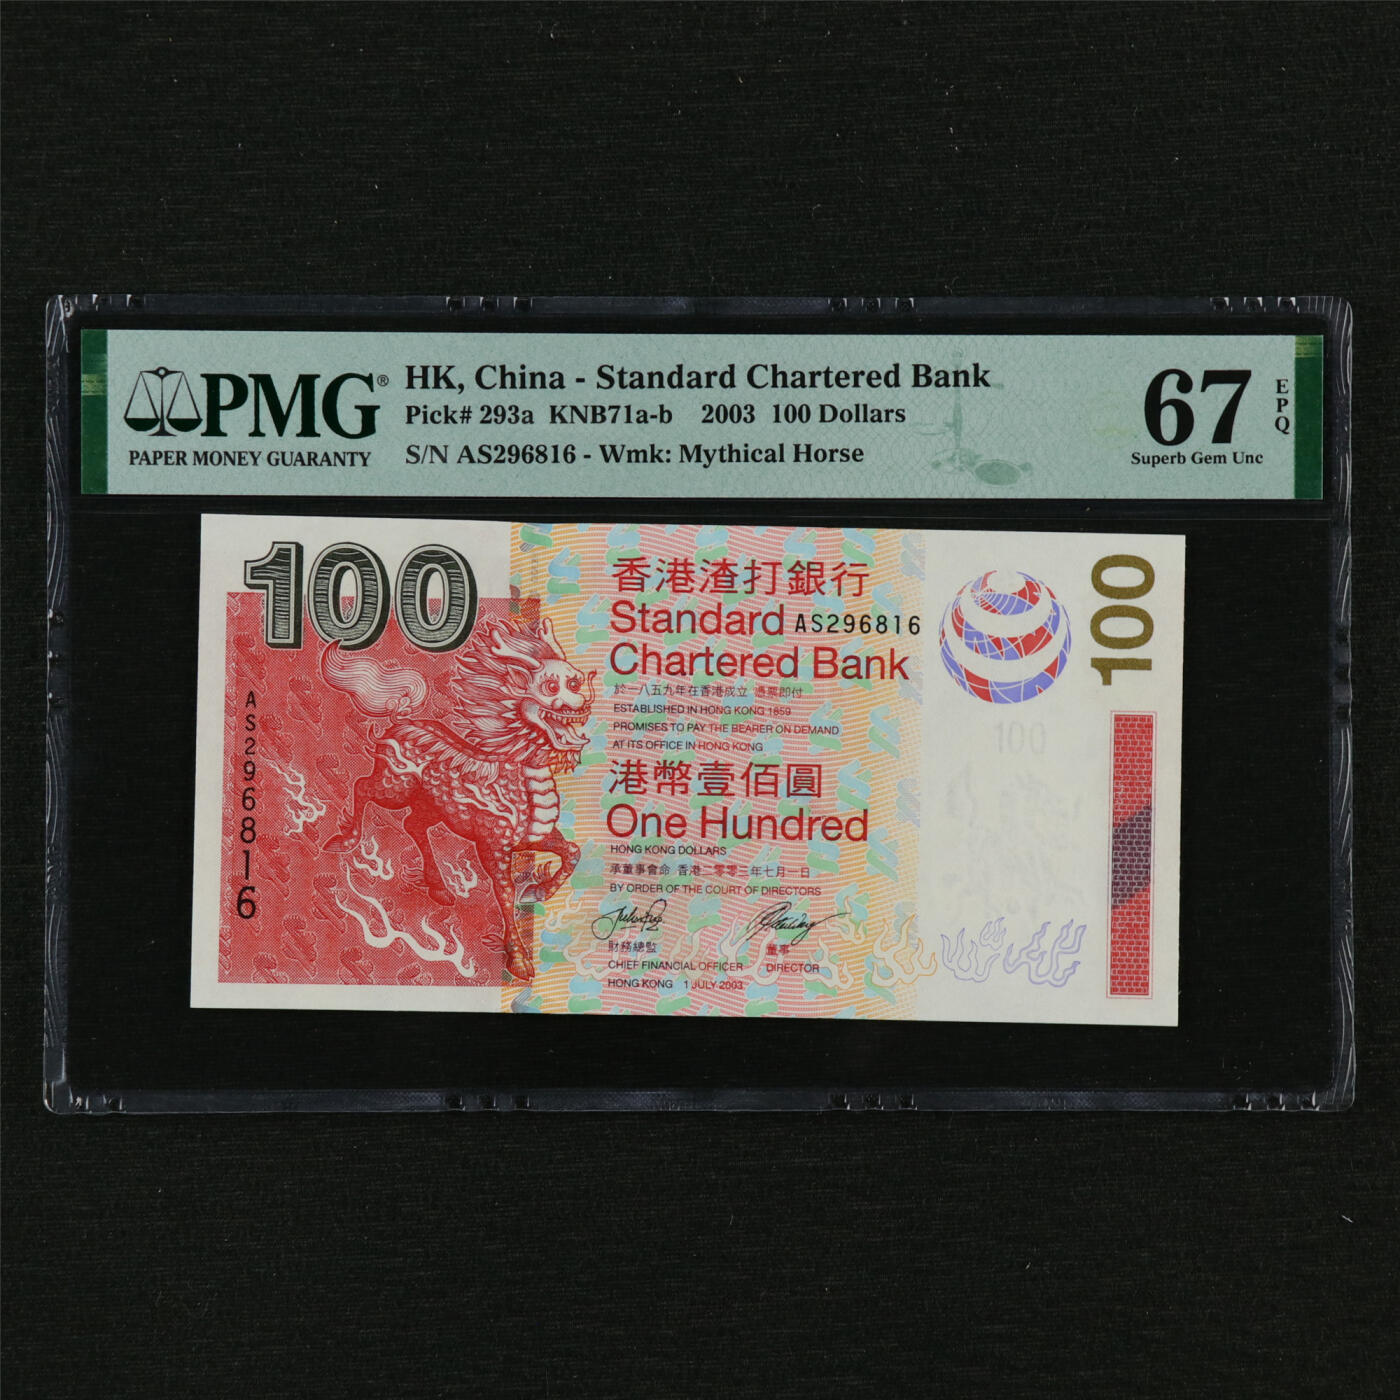 PMG®
PAPER MONEY GUARANTY
HK, China - Standard Chartered Bank
Pick# 293a KNB71a-b 2003 100 Dollars
S/N AS296816 - Wmk: Mythical Horse
67
EPQ
Superb Gem Unc
100
香港渣打銀行
Standard AS296816
Chartered Bank
於一八五九年在香港成立 憑票即付
ESTABLISHED IN HONG KONG 1859
PROMISES TO PAY THE BEARER ON DEMAND
AT ITS OFFICE IN HONG KONG
港幣壹佰圓
One Hundred
HONG KONG DOLLARS
承董事會命 香港二零零三年七月一日
BY ORDER OF THE COURT OF DIRECTORS
財務總監 董事
CHIEF FINANCIAL OFFICER DIRECTOR
HONG KONG 1 JULY 2003
AS296816
100
100